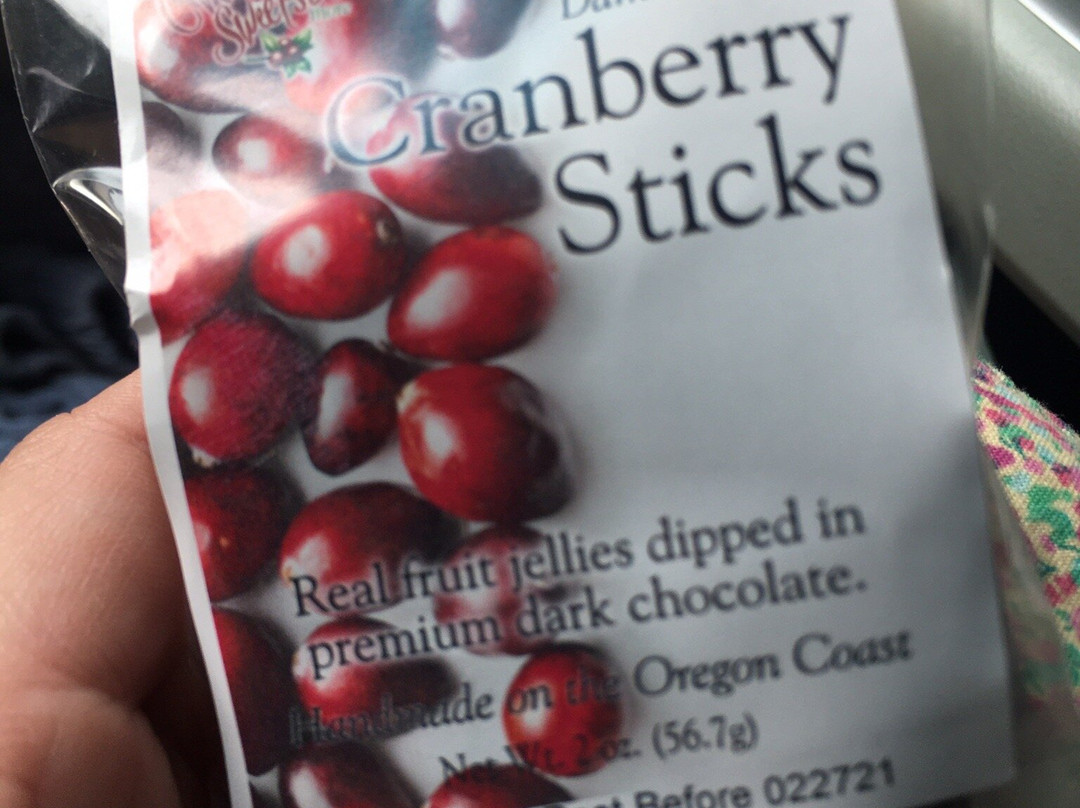 Cranberry
Sticks
Real fruit jellies dipped in
premium dark chocolate.
Handmade on the Oregon Coast
Net Wt. 2 oz. (56.7g)
Before 022721